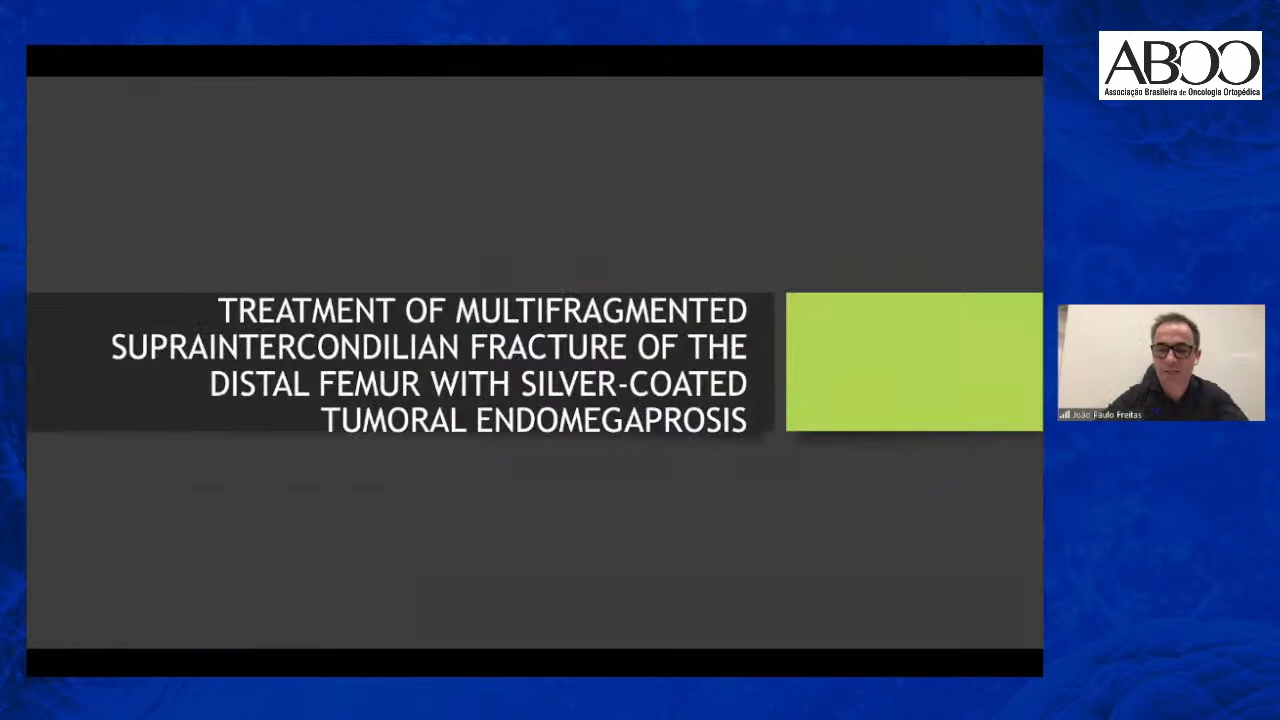 TREATMENT OF MULTIFRAGMENTED
SUPRAINTERCONDILIAN FRACTURE OF THE
DISTAL FEMUR WITH SILVER-COATED
TUMORAL ENDOMEGAPROSIS
ABOO
Associação Brasileira de Oncologia Ortopédica
João Paulo Freitas